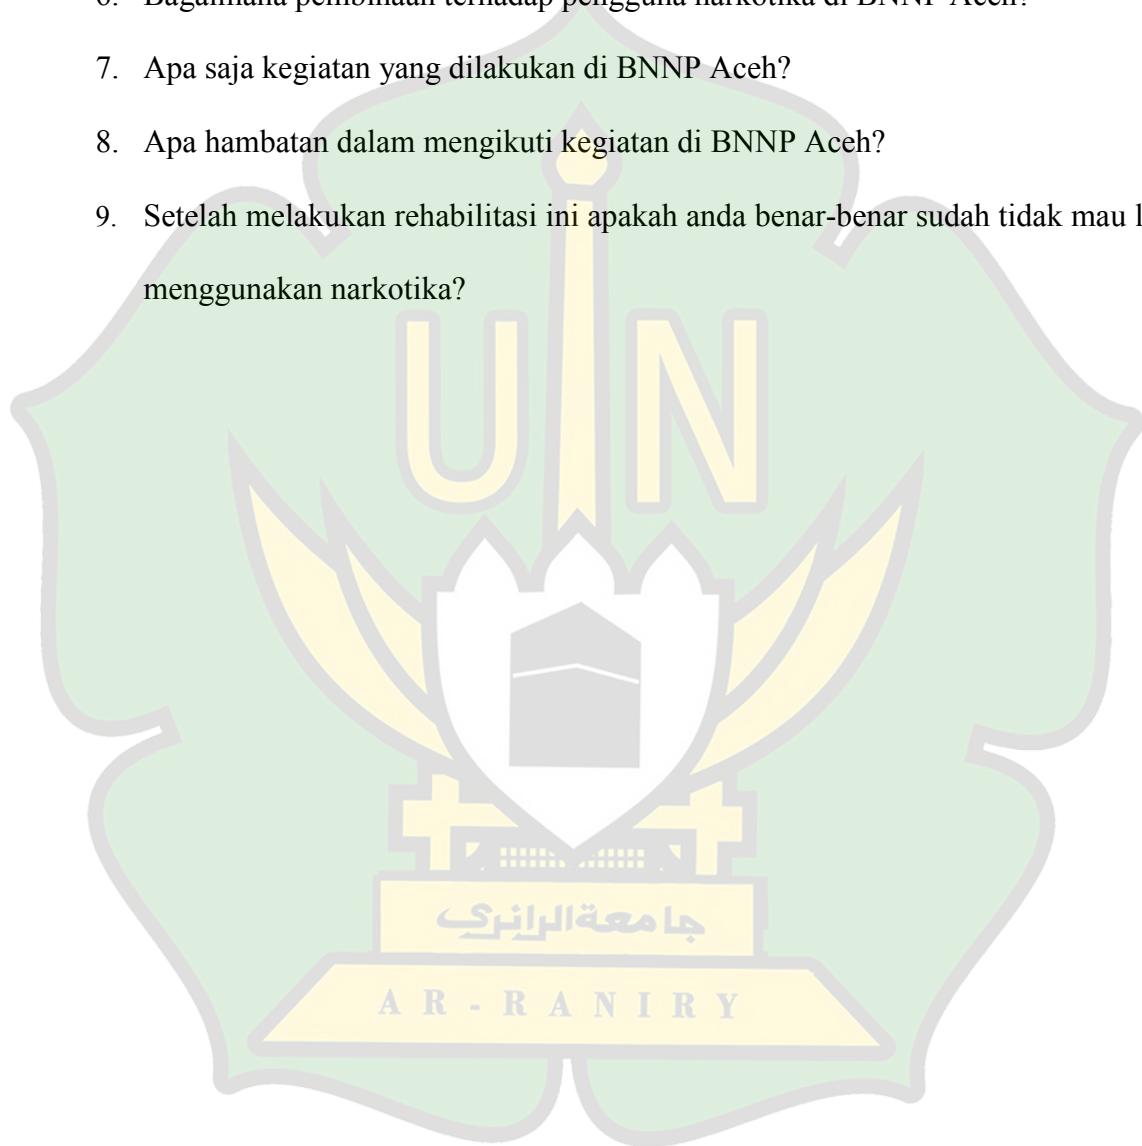 7. Apa saja kegiatan yang dilakukan di BNNP Aceh?
8. Apa hambatan dalam mengikuti kegiatan di BNNP Aceh?
9. Setelah melakukan rehabilitasi ini apakah anda benar-benar sudah tidak mau
menggunakan narkotika?
UIN
جامعةالرانري
AR-RANIRY